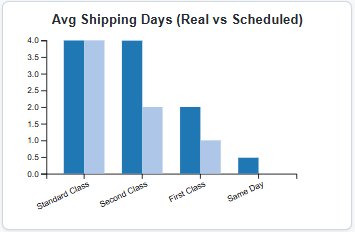 Avg Shipping Days (Real vs Scheduled)
4.0
3.5
3.0
2.5
2.0
1.5
1.0
0.5
0.0
Standard Class
Second Class
First Class
Same Day